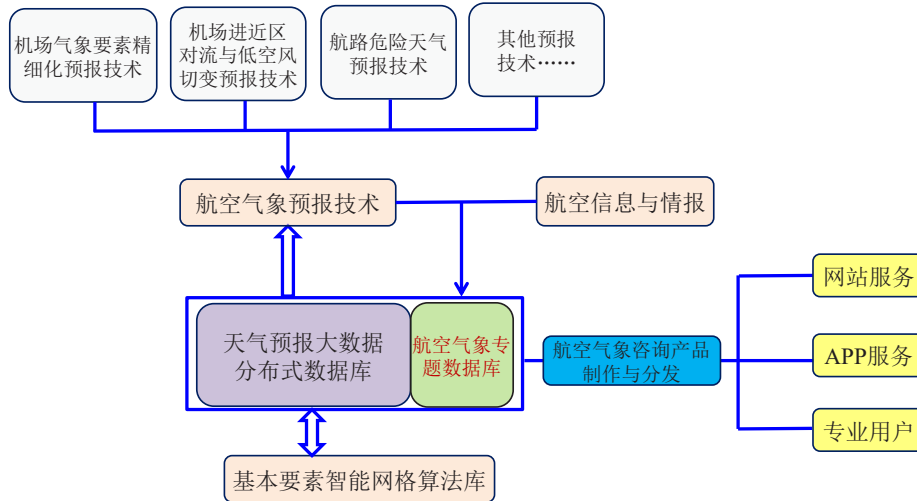 机场气象要素精
细化预报技术
机场进近区
对流与低空风
切变预报技术
航路危险天气
预报技术
其他预报
技术……
航空气象预报技术
航空信息与情报
天气预报大数据
分布式数据库
航空气象专
题数据库
航空气象咨询产品
制作与分发
网站服务
APP服务
专业用户
基本要素智能网格算法库